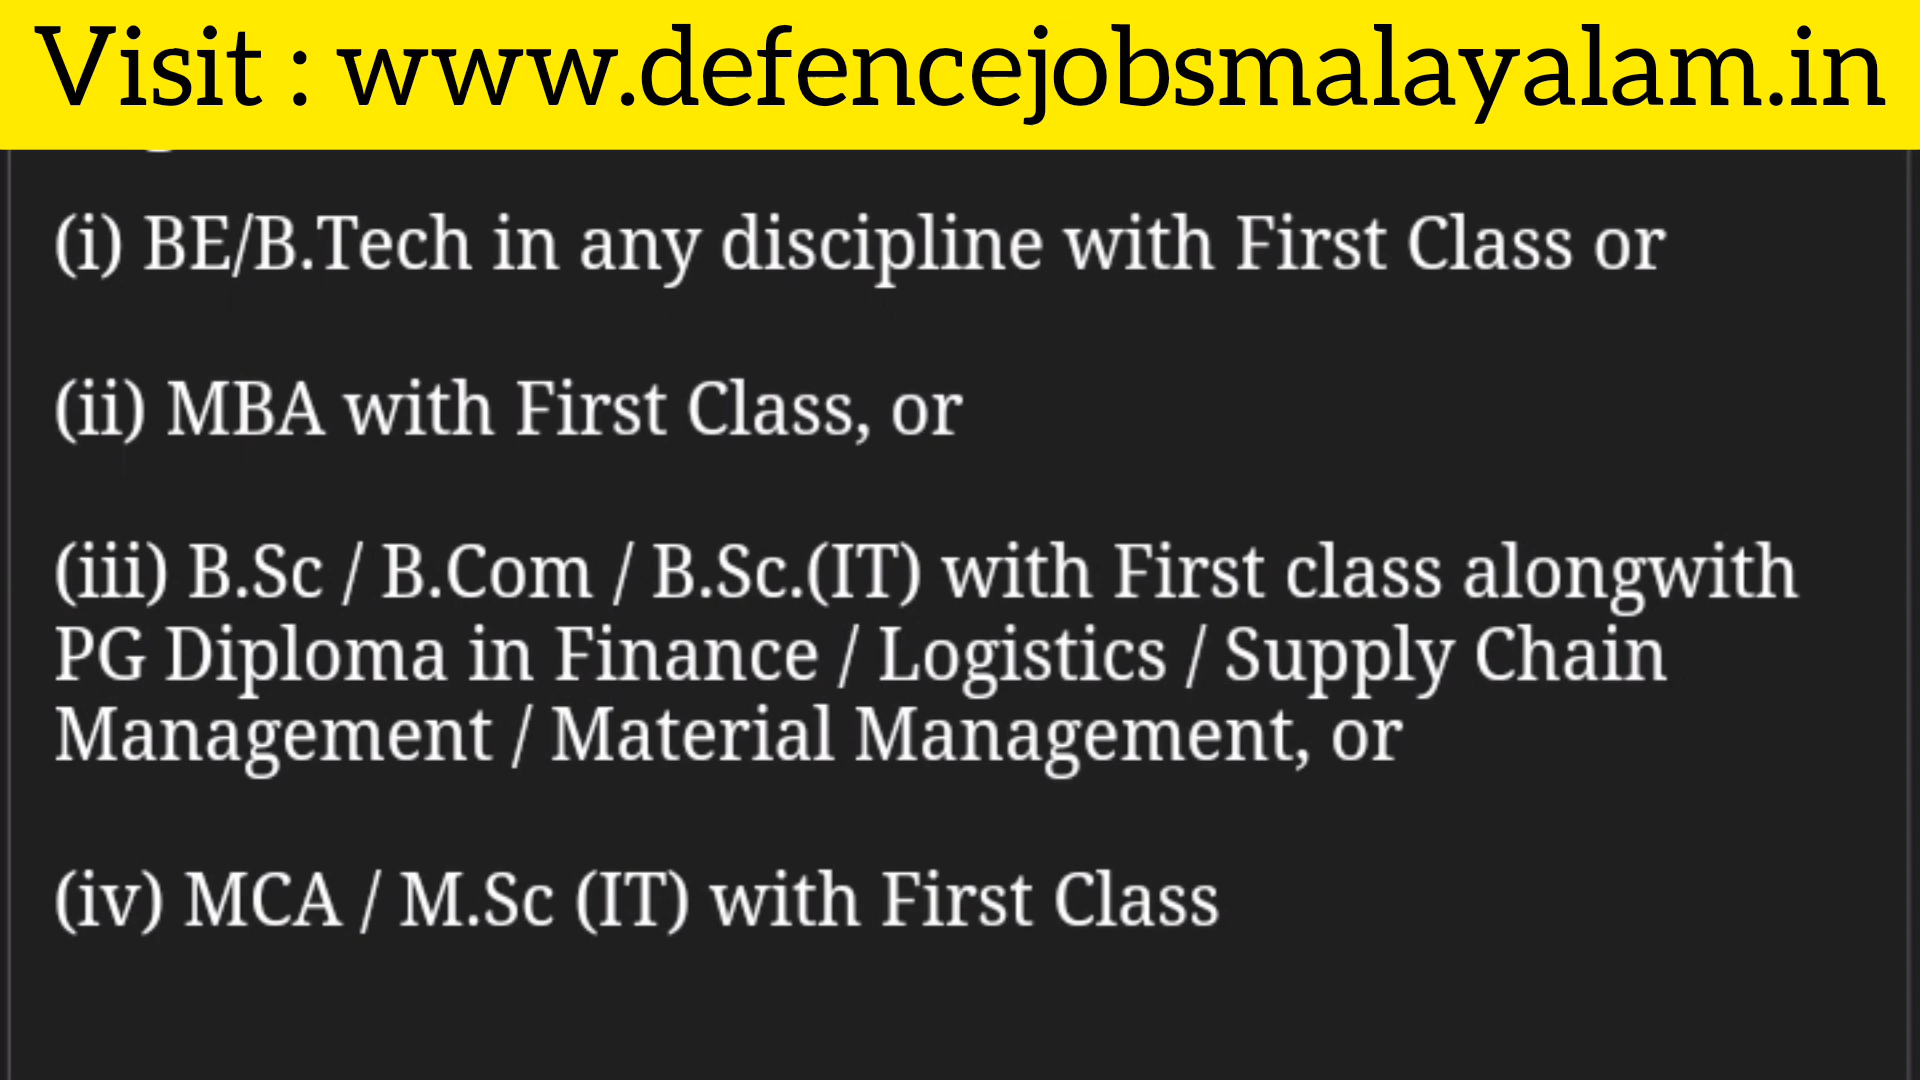 Visit : www.defencejobsmalayalam.in
(i) BE/B.Tech in any discipline with First Class or
(ii) MBA with First Class, or
(iii) B.Sc / B.Com / B.Sc.(IT) with First class alongwith
PG Diploma in Finance / Logistics / Supply Chain
Management / Material Management, or
(iv) MCA / M.Sc (IT) with First Class